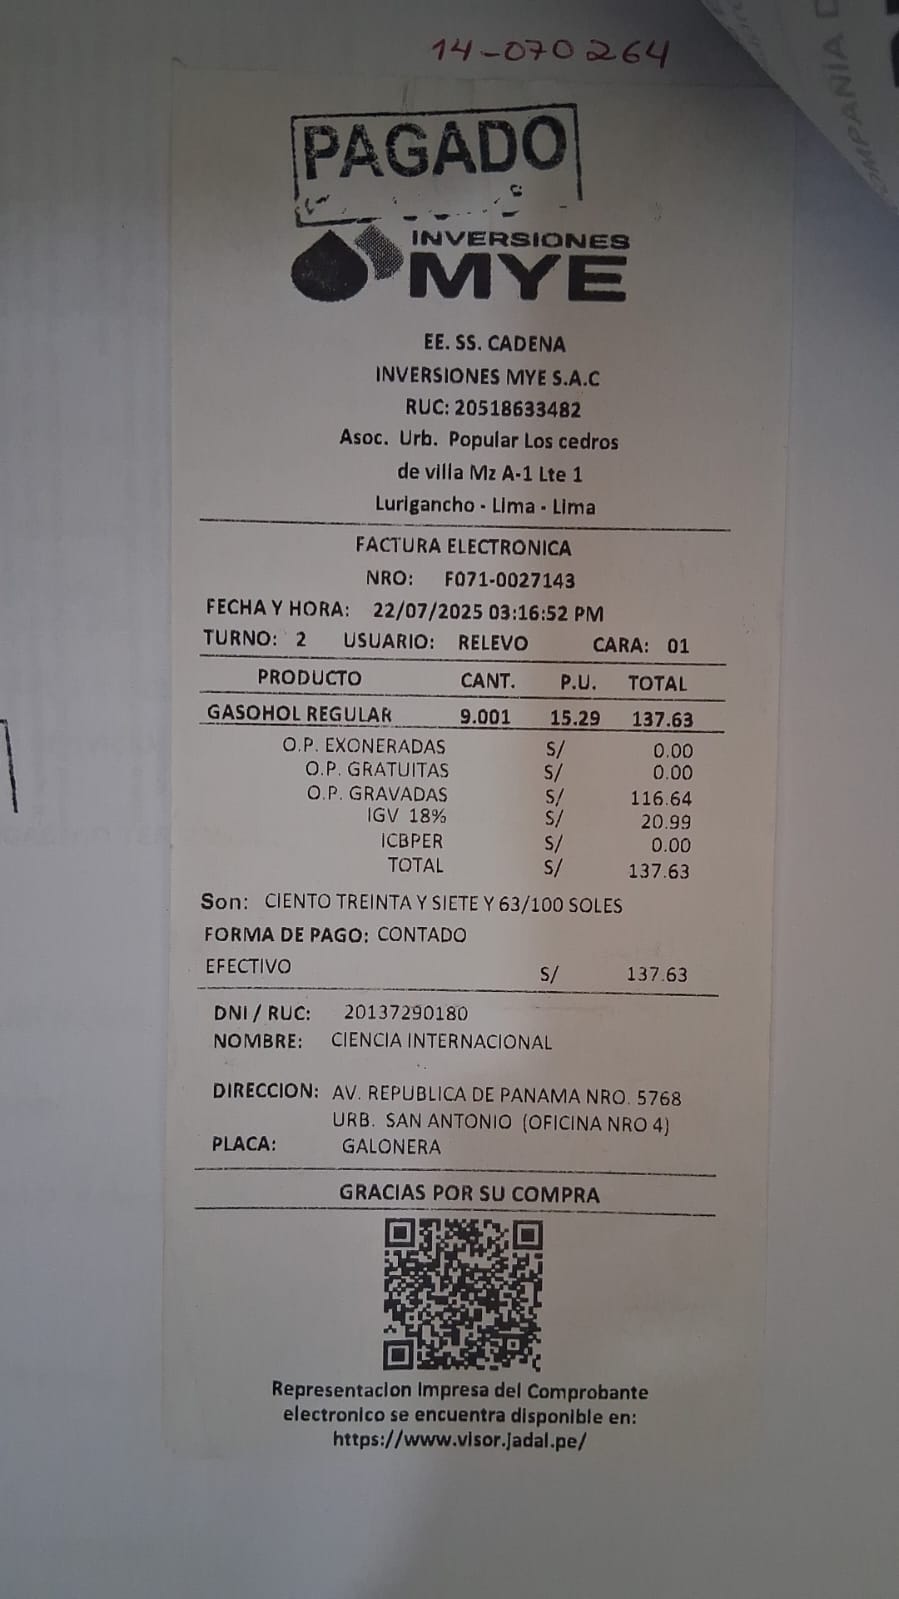 14-070264
PAGADO
INVERSIONES
MYE
EE. SS. CADENA
INVERSIONES MYE S.A.C
RUC: 20518633482
Asoc. Urb. Popular Los cedros
de villa Mz A-1 Lte 1
Lurigancho - Lima - Lima
FACTURA ELECTRONICA
NRO: F071-0027143
FECHA Y HORA: 22/07/2025 03:16:52 PM
TURNO: 2 USUARIO: RELEVO CARA: 01
PRODUCTO CANT. P.U. TOTAL
GASOHOL REGULAR 9.001 15.29 137.63
O.P. EXONERADAS S/ 0.00
O.P. GRATUITAS S/ 0.00
O.P. GRAVADAS S/ 116.64
IGV 18% S/ 20.99
ICBPER S/ 0.00
TOTAL S/ 137.63
Son: CIENTO TREINTA Y SIETE Y 63/100 SOLES
FORMA DE PAGO: CONTADO
EFECTIVO S/ 137.63
DNI / RUC: 20137290180
NOMBRE: CIENCIA INTERNACIONAL
DIRECCION: AV. REPUBLICA DE PANAMA NRO. 5768
URB. SAN ANTONIO (OFICINA NRO 4)
PLACA: GALONERA
GRACIAS POR SU COMPRA
Representacion Impresa del Comprobante
electronico se encuentra disponible en:
https://www.visor.jadal.pe/